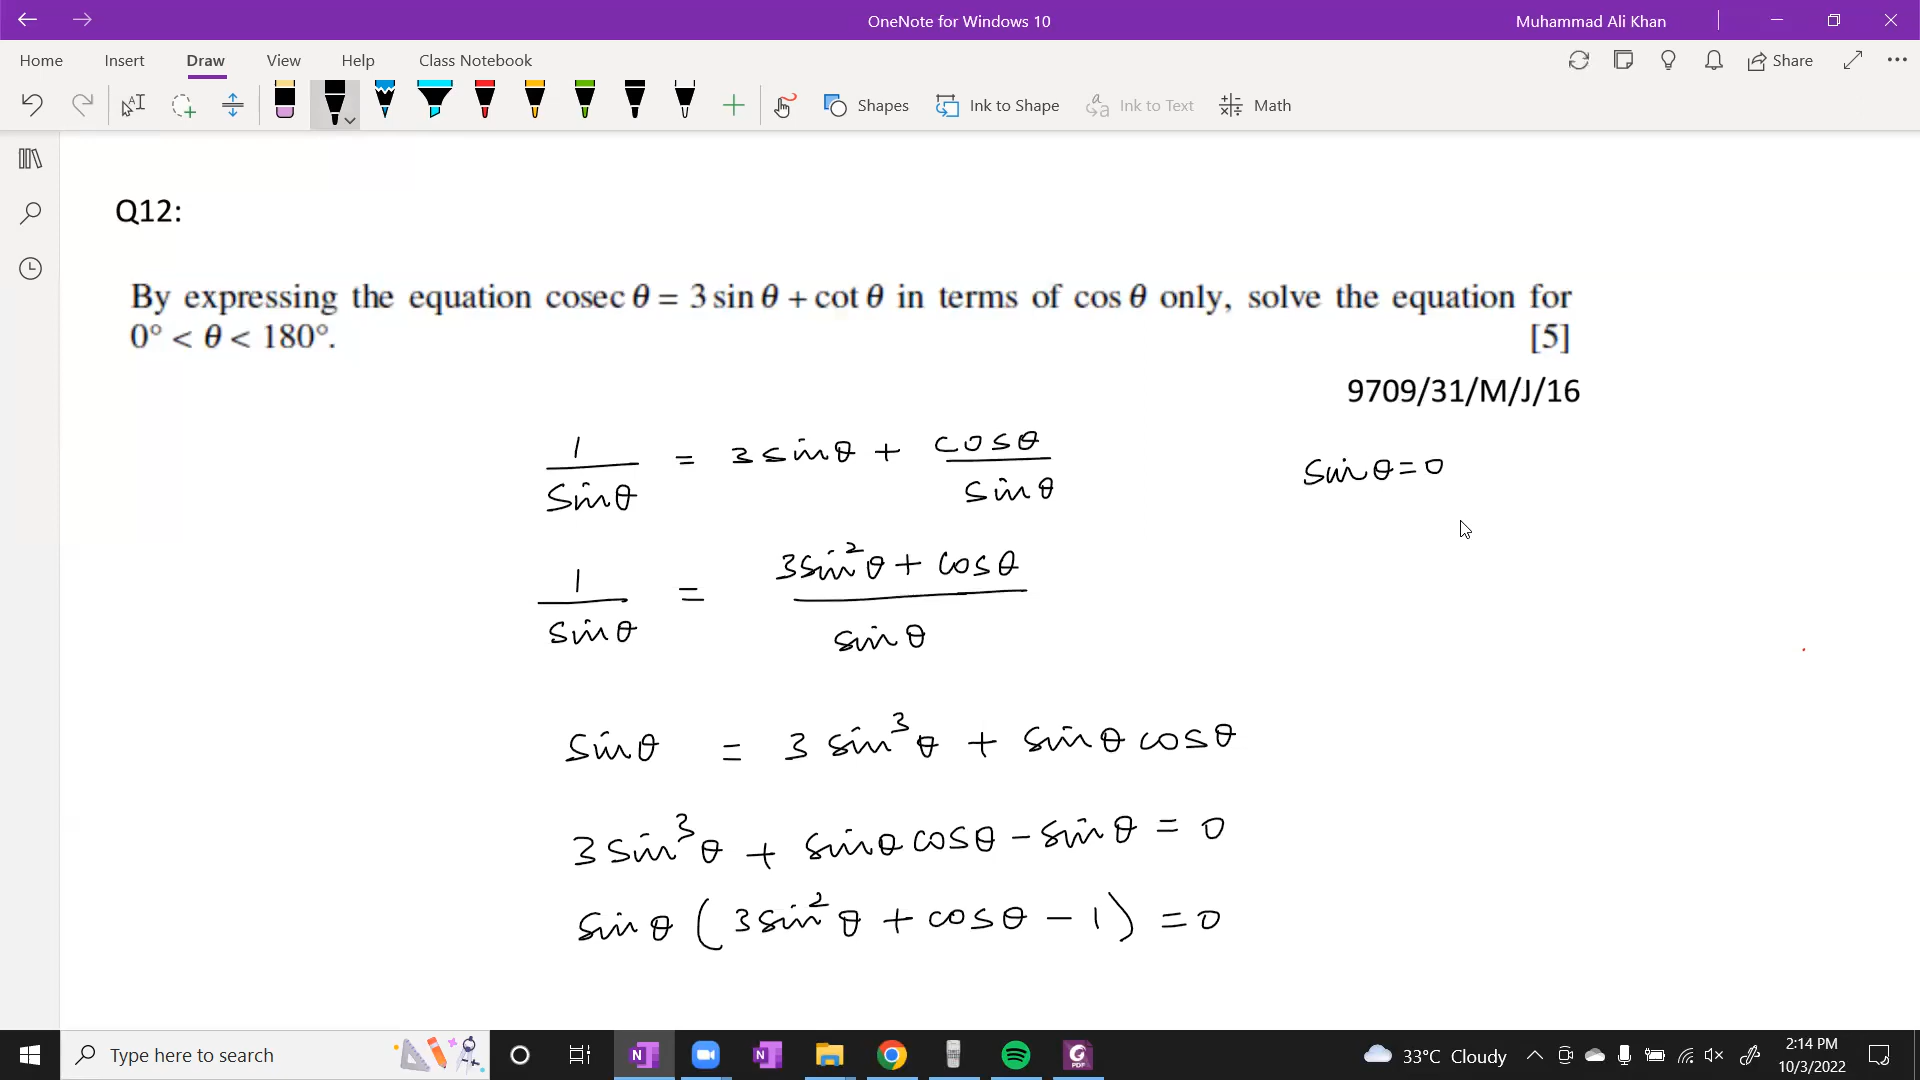 OneNote for Windows 10
Muhammad Ali Khan
Home Insert Draw View Help Class Notebook
Share
Shapes Ink to Shape Ink to Text Math
Q12:
By expressing the equation cosec θ = 3 sin θ + cot θ in terms of cos θ only, solve the equation for
0° < θ < 180°. [5]
9709/31/M/J/16
1/sinθ = 3sinθ + cosθ/sinθ
sinθ=0
1/sinθ = (3sin²θ + cosθ)/sinθ
sinθ = 3 sin³θ + sinθ cosθ
3 sin³θ + sinθ cosθ − sinθ = 0
sinθ (3sin²θ + cosθ − 1) = 0
Type here to search
33°C Cloudy
2:14 PM
10/3/2022